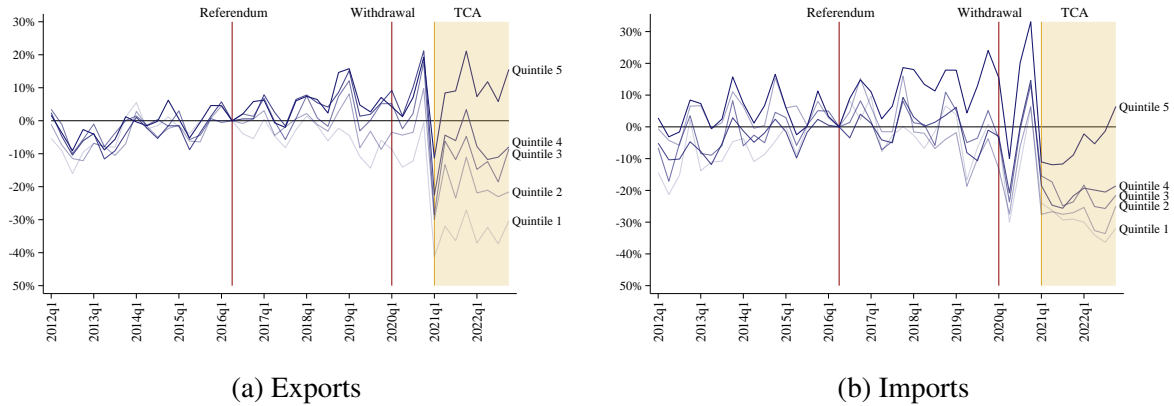 Referendum Withdrawal TCA
30%
20%
10%
0%
10%
20%
30%
40%
50%
Quintile 5
Quintile 4
Quintile 3
Quintile 2
Quintile 1
2012q1 2013q1 2014q1 2015q1 2016q1 2017q1 2018q1 2019q1 2020q1 2021q1 2022q1
(a) Exports
Referendum Withdrawal TCA
30%
20%
10%
0%
10%
20%
30%
40%
50%
Quintile 5
Quintile 4
Quintile 3
Quintile 2
Quintile 1
2012q1 2013q1 2014q1 2015q1 2016q1 2017q1 2018q1 2019q1 2020q1 2021q1 2022q1
(b) Imports